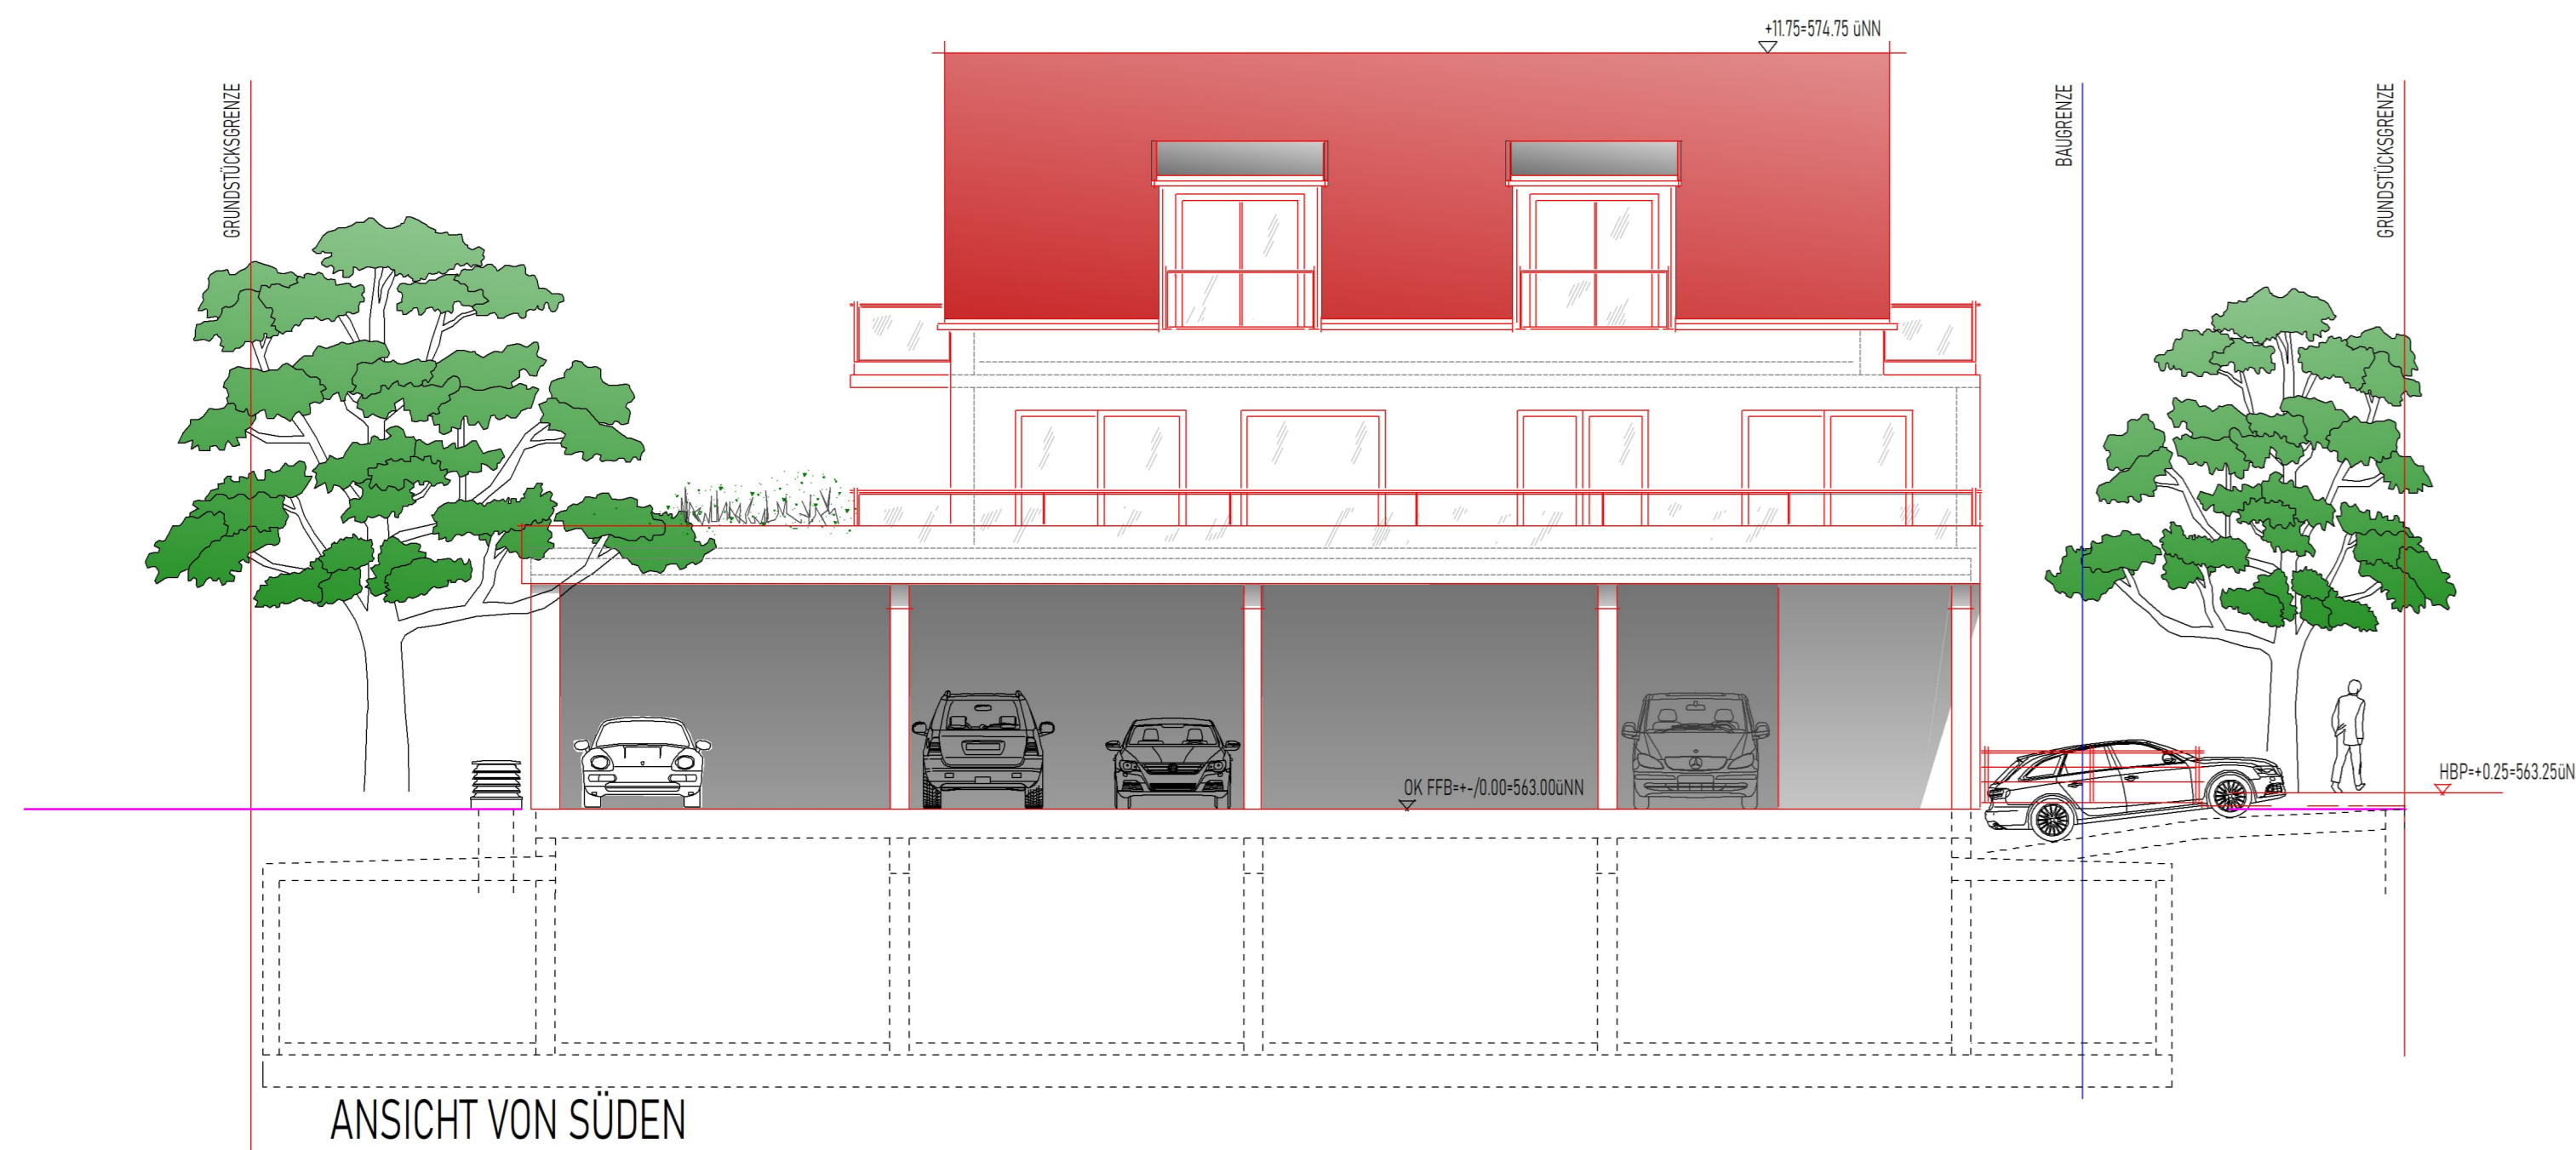 +11.75=574.75 üNN
GRUNDSTÜCKSGRENZE
BAUGRENZE
GRUNDSTÜCKSGRENZE
OK FFB=+-/0.00=563.00üNN
HBP=+0.25=563.25üN
ANSICHT VON SÜDEN